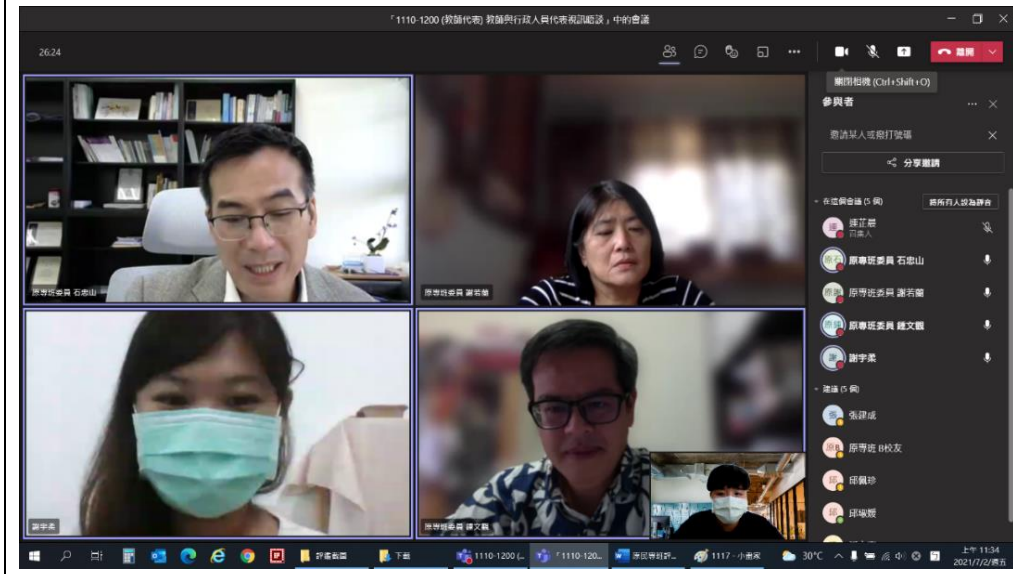 「1110-1200 (教師代表) 教師與行政人員代表視訊晤談」中的會議
26:24
離開
關閉相機 (Ctrl+Shift+O)
參與者
邀請某人或撥打號碼
分享邀請
在這個會議 (5 個)
將所有人設為靜音
連芷晨
召集人
原專班委員 石忠山
原專班委員 謝若蘭
原專班委員 鍾文觀
謝宇柔
建議 (5 個)
張建成
原專班 B校友
邱佩珍
邱淑媛
原專班委員 石忠山
原專班委員 謝若蘭
謝宇柔
原專班委員 鍾文觀
評鑑截圖
下載
1110-1200 (...
「1110-120...
原民專班評...
1117 - 小畫家
30°C
上午 11:34
2021/7/2/週五